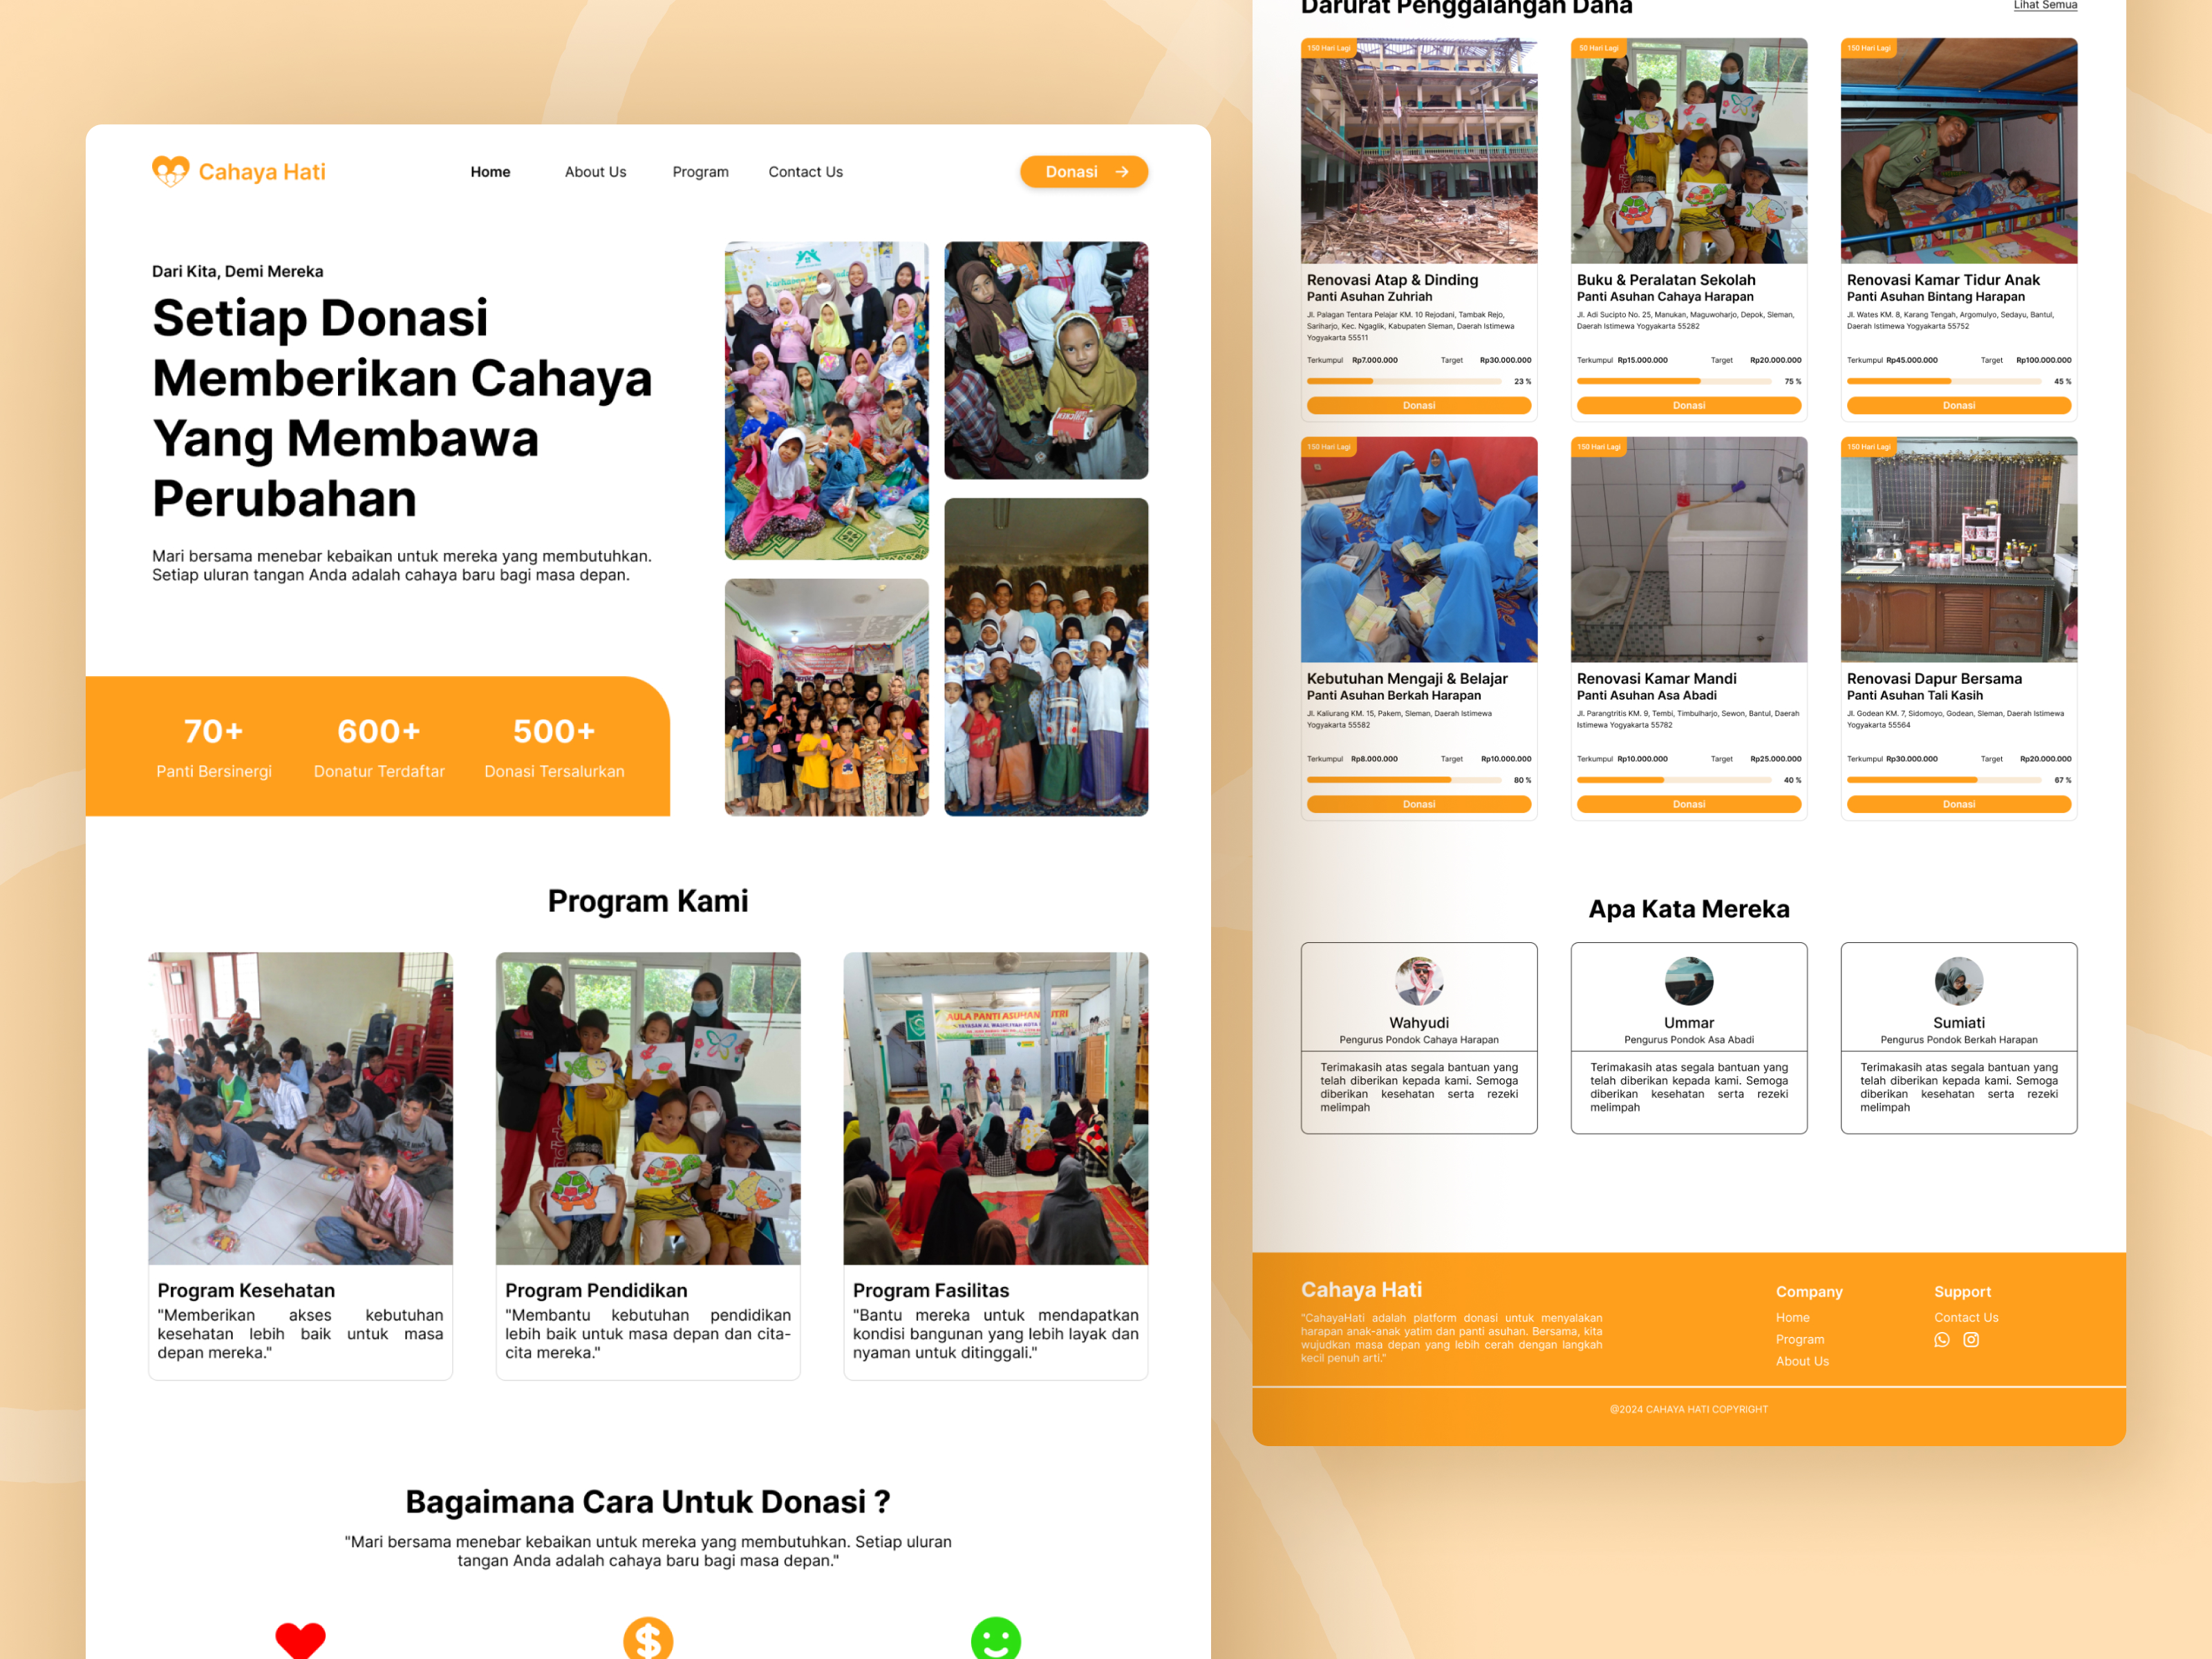 Cahaya Hati
Home
About Us
Program
Contact Us
Donasi
Dari Kita, Demi Mereka
Setiap Donasi
Memberikan Cahaya
Yang Membawa
Perubahan
Mari bersama menebar kebaikan untuk mereka yang membutuhkan.
Setiap uluran tangan Anda adalah cahaya baru bagi masa depan.
70+
Panti Bersinergi
600+
Donatur Terdaftar
500+
Donasi Tersalurkan
Program Kami
AULA PANTI ASUHAN
Program Kesehatan
"Memberikan akses kebutuhan
kesehatan lebih baik untuk masa
depan mereka."
Program Pendidikan
"Membantu kebutuhan pendidikan
lebih baik untuk masa depan dan cita-
cita mereka."
Program Fasilitas
"Bantu mereka untuk mendapatkan
kondisi bangunan yang lebih layak dan
nyaman untuk ditinggali."
Bagaimana Cara Untuk Donasi ?
"Mari bersama menebar kebaikan untuk mereka yang membutuhkan. Setiap uluran
tangan Anda adalah cahaya baru bagi masa depan."
$
Darurat Penggalangan Dana
Lihat Semua
150 Hari Lagi
Renovasi Atap & Dinding
Panti Asuhan Zuhriah
Jl. Palagan Tentara Pelajar KM. 10 Rejodani, Tambak Rejo,
Sariharjo, Kec. Ngaglik, Kabupaten Sleman, Daerah Istimewa
Yogyakarta 55511
Terkumpul Rp7.000.000 Target Rp30.000.000
23 %
Donasi
50 Hari Lagi
Buku & Peralatan Sekolah
Panti Asuhan Cahaya Harapan
Jl. Adi Sucipto No. 25, Manukan, Maguwoharjo, Depok, Sleman,
Daerah Istimewa Yogyakarta 55282
Terkumpul Rp15.000.000 Target Rp20.000.000
75 %
Donasi
150 Hari Lagi
Renovasi Kamar Tidur Anak
Panti Asuhan Bintang Harapan
Jl. Wates KM. 8, Karang Tengah, Argomulyo, Sedayu, Bantul,
Daerah Istimewa Yogyakarta 55752
Terkumpul Rp45.000.000 Target Rp100.000.000
45 %
Donasi
150 Hari Lagi
Kebutuhan Mengaji & Belajar
Panti Asuhan Berkah Harapan
Jl. Kaliurang KM. 15, Pakem, Sleman, Daerah Istimewa
Yogyakarta 55582
Terkumpul Rp8.000.000 Target Rp10.000.000
80 %
Donasi
150 Hari Lagi
Renovasi Kamar Mandi
Panti Asuhan Asa Abadi
Jl. Parangtritis KM. 9, Tembi, Timbulharjo, Sewon, Bantul, Daerah
Istimewa Yogyakarta 55782
Terkumpul Rp10.000.000 Target Rp25.000.000
40 %
Donasi
150 Hari Lagi
Renovasi Dapur Bersama
Panti Asuhan Tali Kasih
Jl. Godean KM. 7, Sidomoyo, Godean, Sleman, Daerah Istimewa
Yogyakarta 55564
Terkumpul Rp30.000.000 Target Rp20.000.000
67 %
Donasi
Apa Kata Mereka
Wahyudi
Pengurus Pondok Cahaya Harapan
Terimakasih atas segala bantuan yang
telah diberikan kepada kami. Semoga
diberikan kesehatan serta rezeki
melimpah
Ummar
Pengurus Pondok Asa Abadi
Terimakasih atas segala bantuan yang
telah diberikan kepada kami. Semoga
diberikan kesehatan serta rezeki
melimpah
Sumiati
Pengurus Pondok Berkah Harapan
Terimakasih atas segala bantuan yang
telah diberikan kepada kami. Semoga
diberikan kesehatan serta rezeki
melimpah
Cahaya Hati
"CahayaHati adalah platform donasi untuk menyalakan
harapan anak-anak yatim dan panti asuhan. Bersama, kita
wujudkan masa depan yang lebih cerah dengan langkah
kecil penuh arti."
Company
Home
Program
About Us
Support
Contact Us
@2024 CAHAYA HATI COPYRIGHT